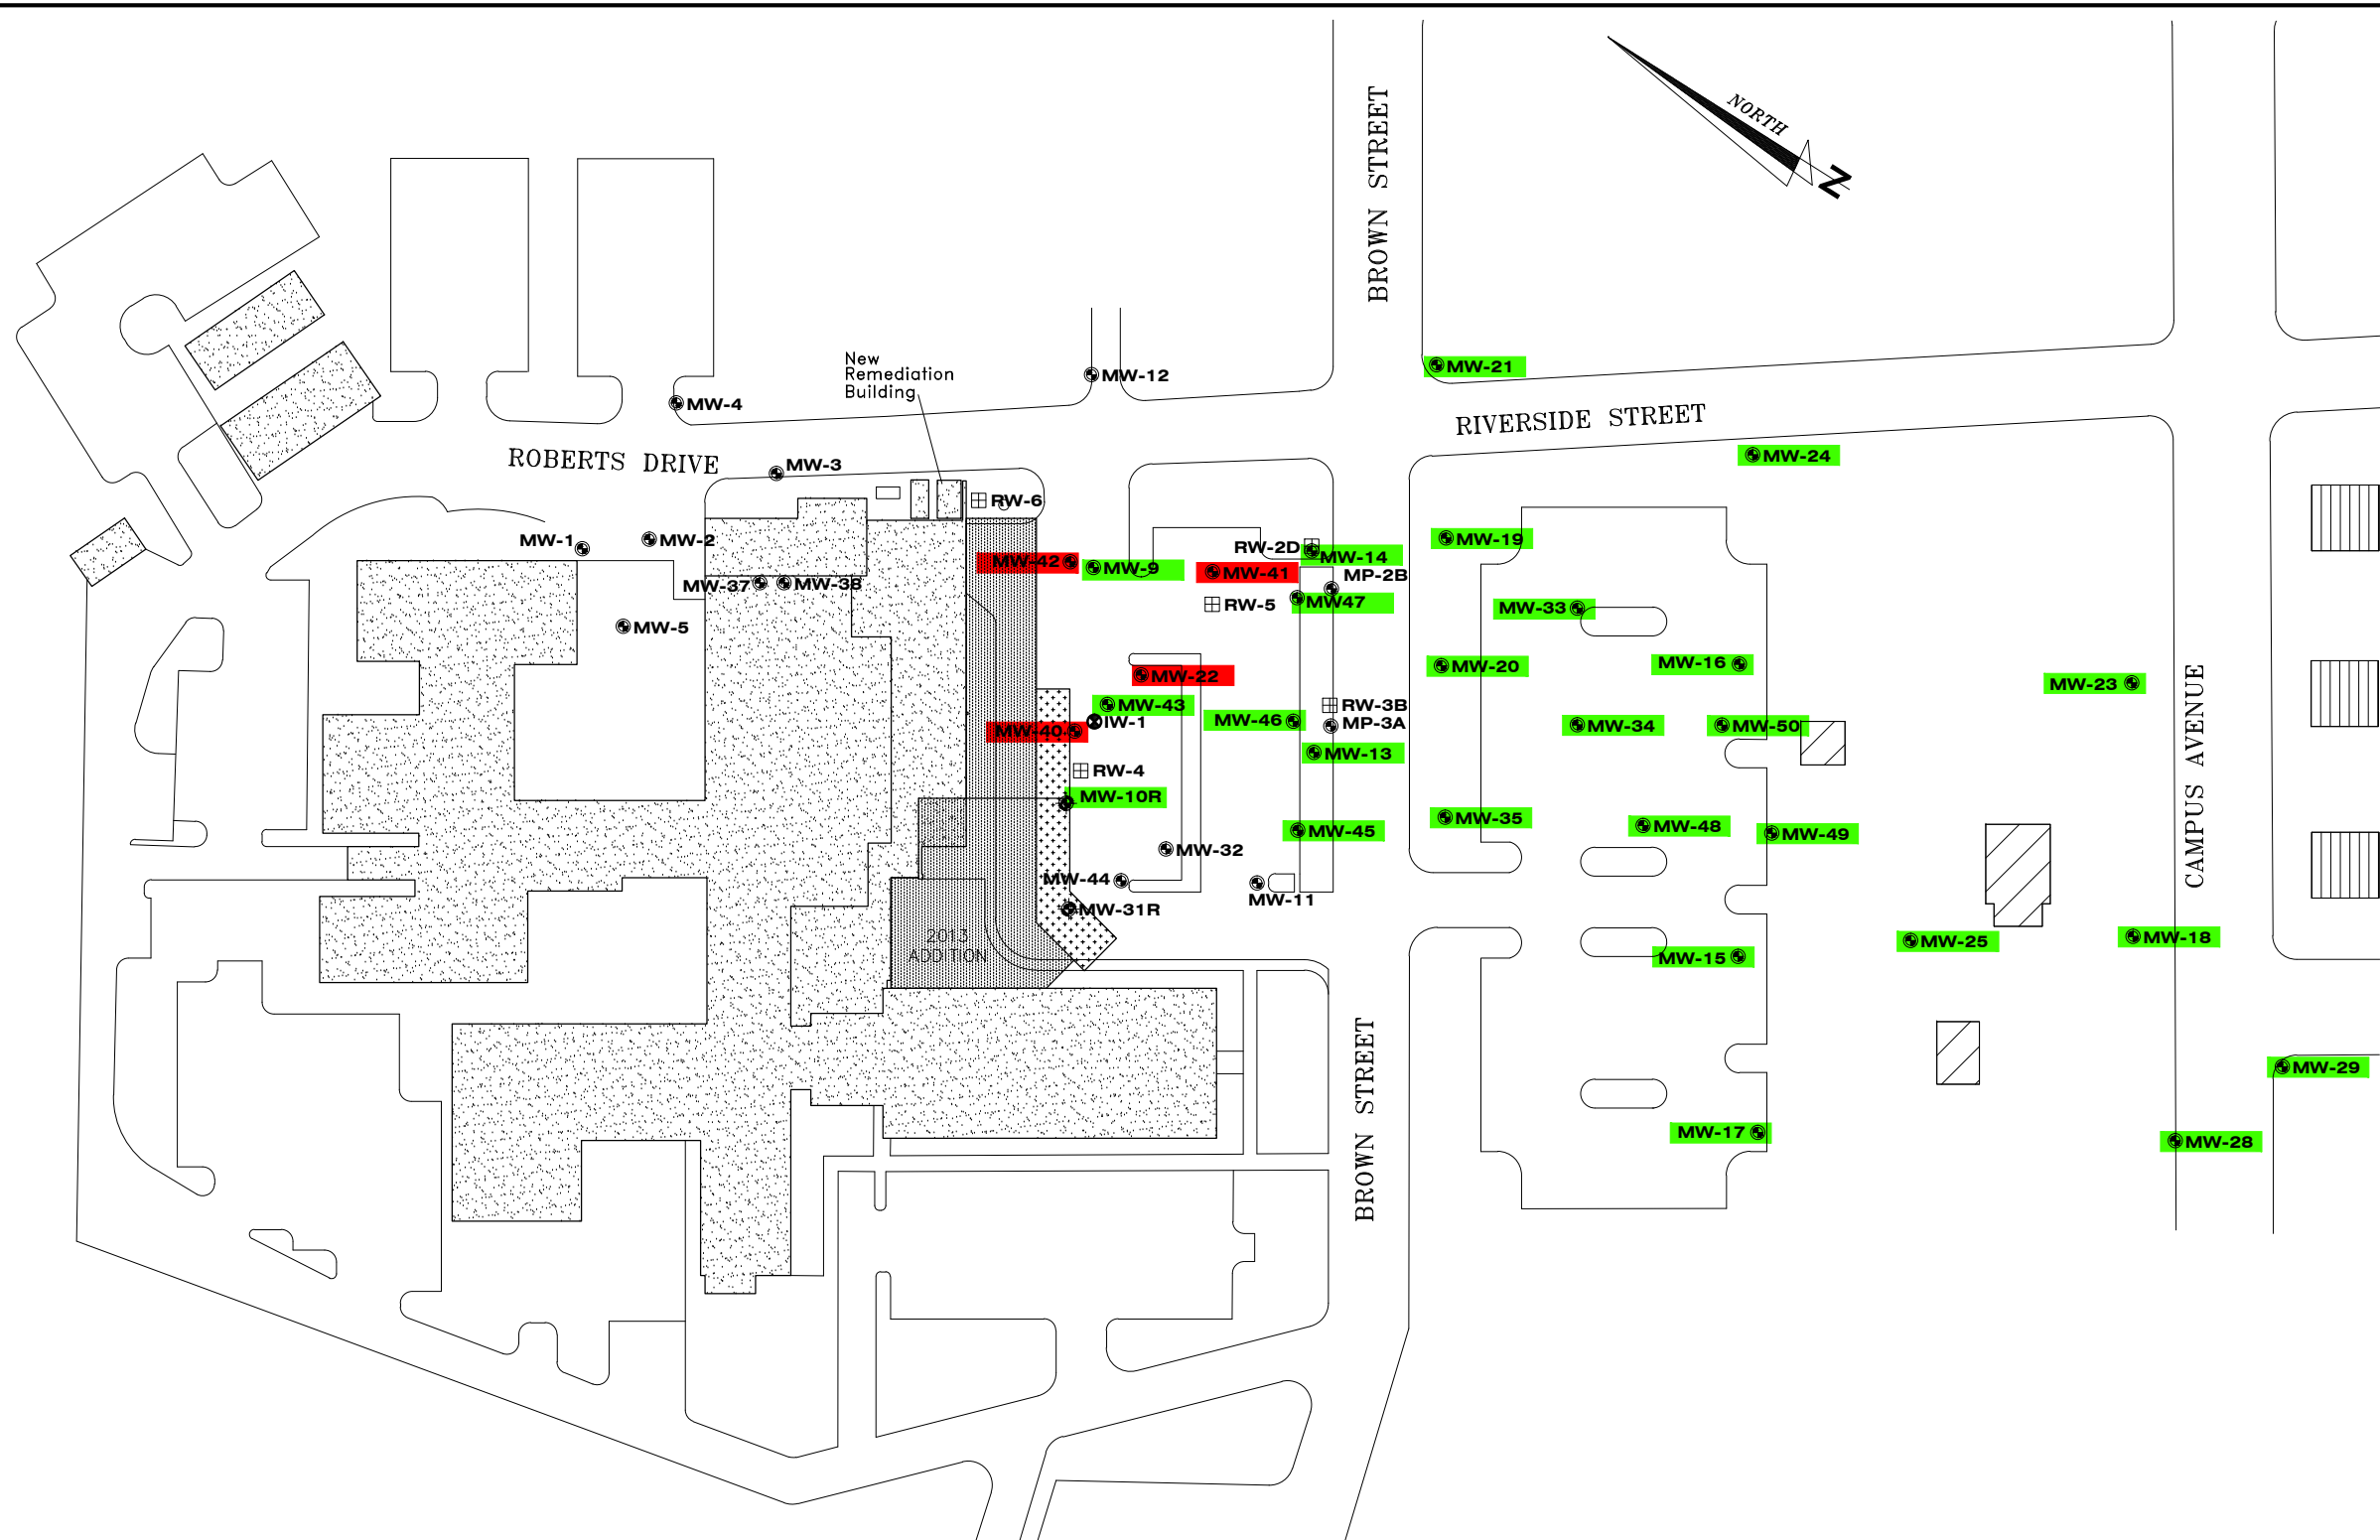 BROWN STREET
NORTH
N
New
Remediation
Building
MW-12
MW-21
MW-4
RIVERSIDE STREET
ROBERTS DRIVE
MW-3
MW-24
RW-6
MW-1
MW-2
RW-2D
MW-14
MW-19
MW-42
MW-9
MW-41
MP-2B
MW-37
MW-38
RW-5
MW47
MW-33
MW-5
MW-22
MW-20
MW-16
MW-23
MW-43
RW-3B
IW-1
MW-46
MP-3A
MW-40
MW-34
MW-50
MW-13
RW-4
CAMPUS AVENUE
MW-10R
MW-35
MW-48
MW-49
MW-45
MW-32
MW-44
MW-11
MW-31R
2013
ADDITION
MW-15
MW-25
MW-18
BROWN STREET
MW-29
MW-17
MW-28